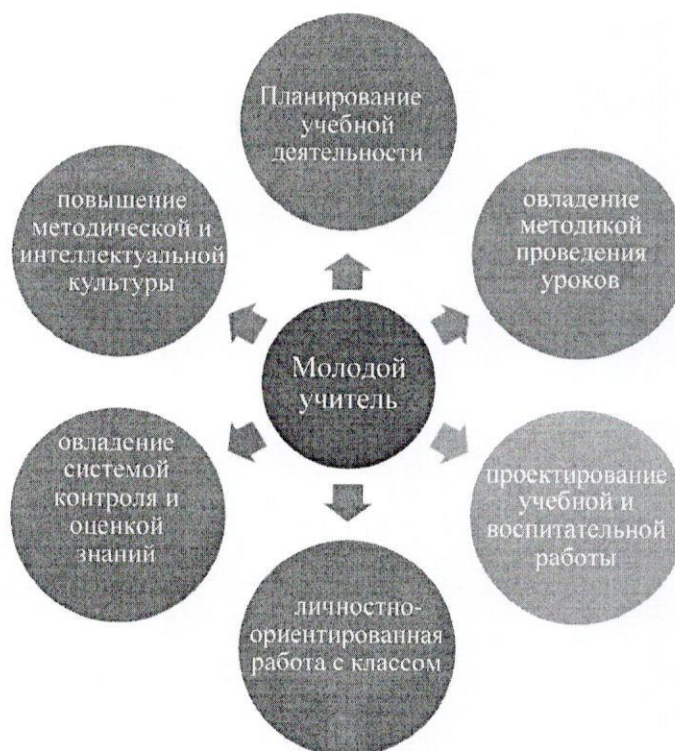 Планирование
учебной
деятельности
овладение
методикой
проведения
уроков
проектирование
учебной и
воспитательной
работы
личностно-
ориентированная
работа с классом
овладение
системой
контроля и
оценкой
знаний
повышение
методической и
интеллектуальной
культуры
Молодой
учитель